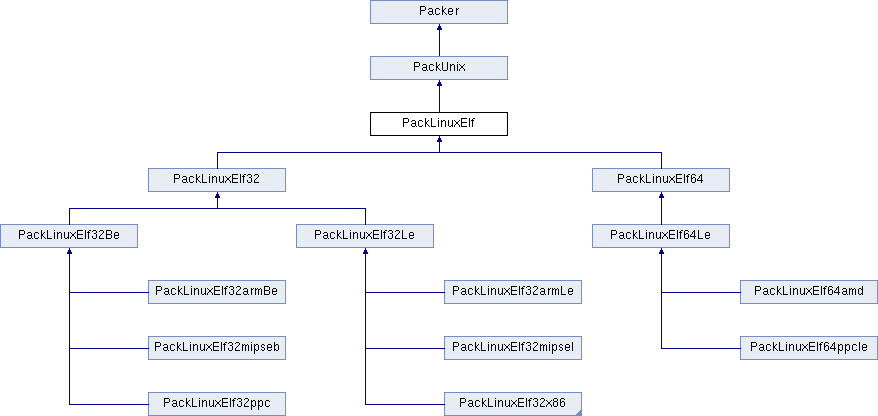 Packer
PackUnix
PackLinuxElf
PackLinuxElf32
PackLinuxElf64
PackLinuxElf32Be
PackLinuxElf32Le
PackLinuxElf64Le
PackLinuxElf32armBe
PackLinuxElf32armLe
PackLinuxElf64amd
PackLinuxElf32mipseb
PackLinuxElf32mipsel
PackLinuxElf64ppcle
PackLinuxElf32ppc
PackLinuxElf32x86